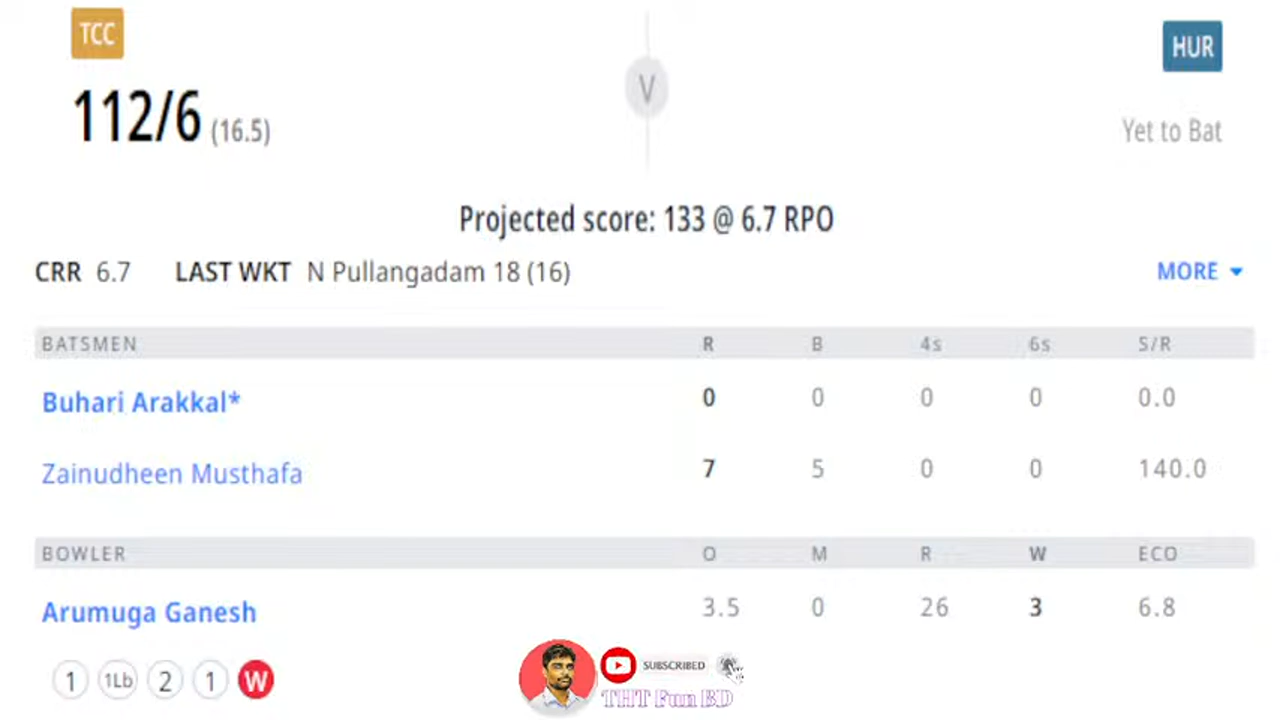 TCC
V
HUR
112/6 (16.5)
Yet to Bat
Projected score: 133 @ 6.7 RPO
CRR 6.7 LAST WKT N Pullangadam 18 (16) MORE
BATSMEN R B 4s 6s S/R
Buhari Arakkal* 0 0 0 0 0.0
Zainudheen Musthafa 7 5 0 0 140.0
BOWLER O M R W ECO
Arumuga Ganesh 3.5 0 26 3 6.8
1 1Lb 2 1 W
SUBSCRIBED
THT Fun BD